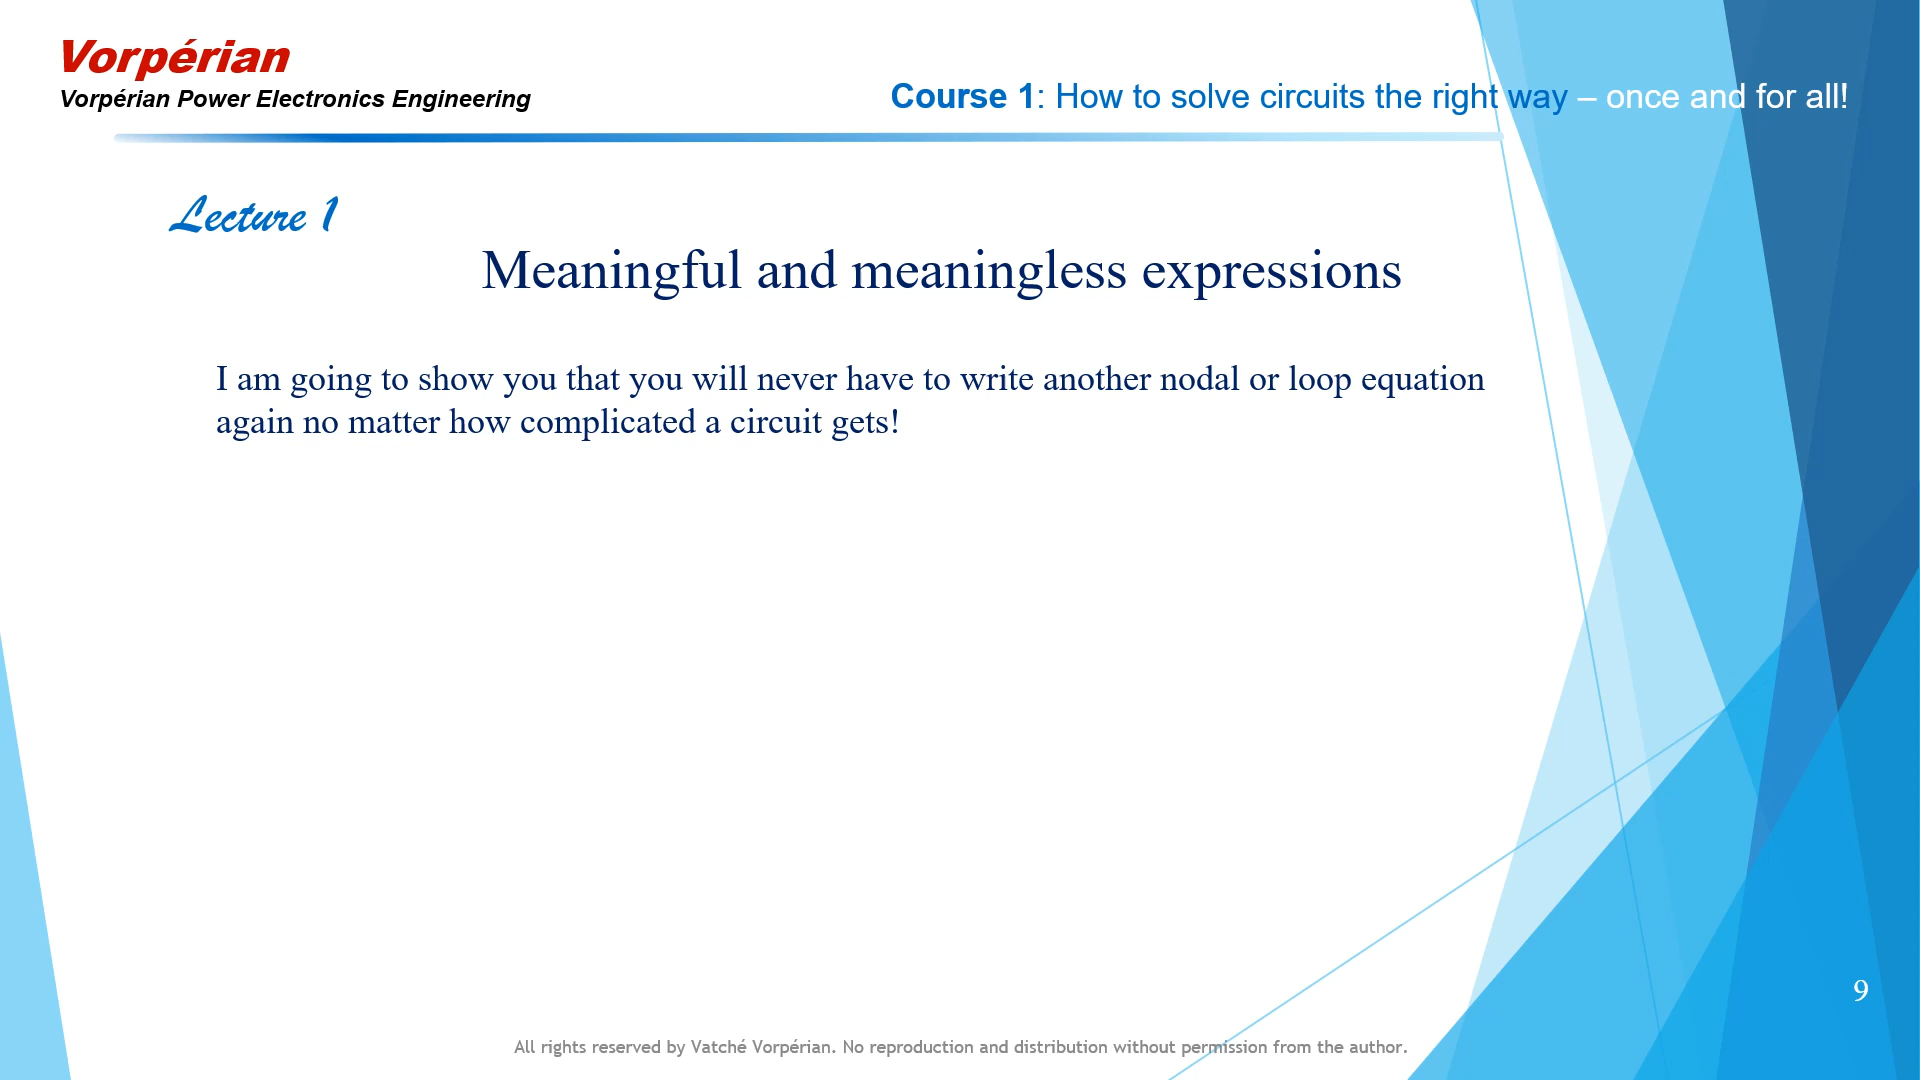 Vorpérian
Vorpérian Power Electronics Engineering
Course 1: How to solve circuits the right way – once and for all!
Lecture 1
Meaningful and meaningless expressions
I am going to show you that you will never have to write another nodal or loop equation
again no matter how complicated a circuit gets!
9
All rights reserved by Vatché Vorpérian. No reproduction and distribution without permission from the author.